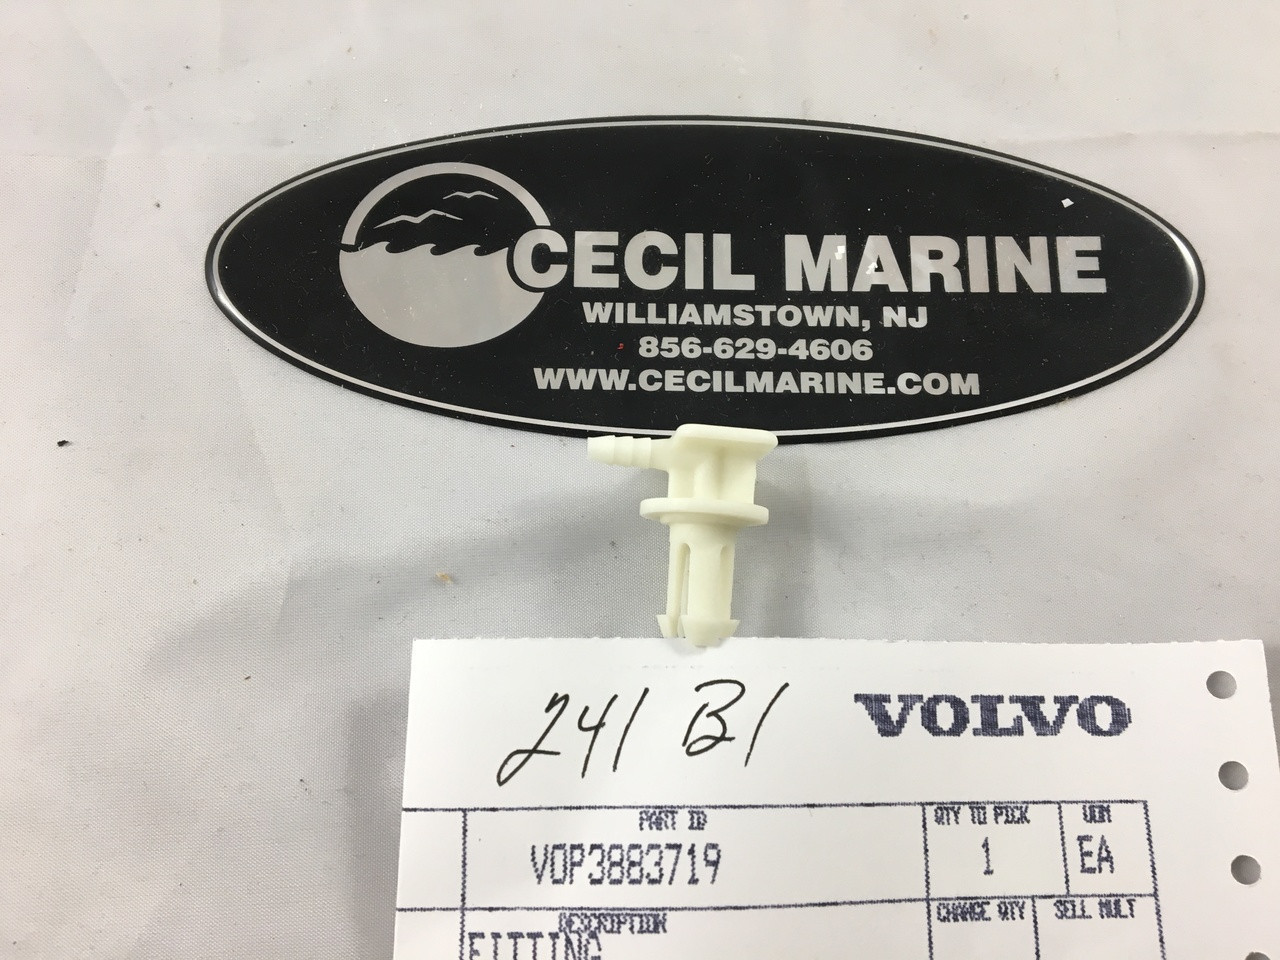 CECIL MARINE
WILLIAMSTOWN, NJ
856-629-4606
WWW.CECILMARINE.COM
241 B1
VOLVO
PART ID
QTY TO PICK
UOM
VOP3883719
1
EA
DESCRIPTION
CHANGE QTY
SELL MULT
FITTING